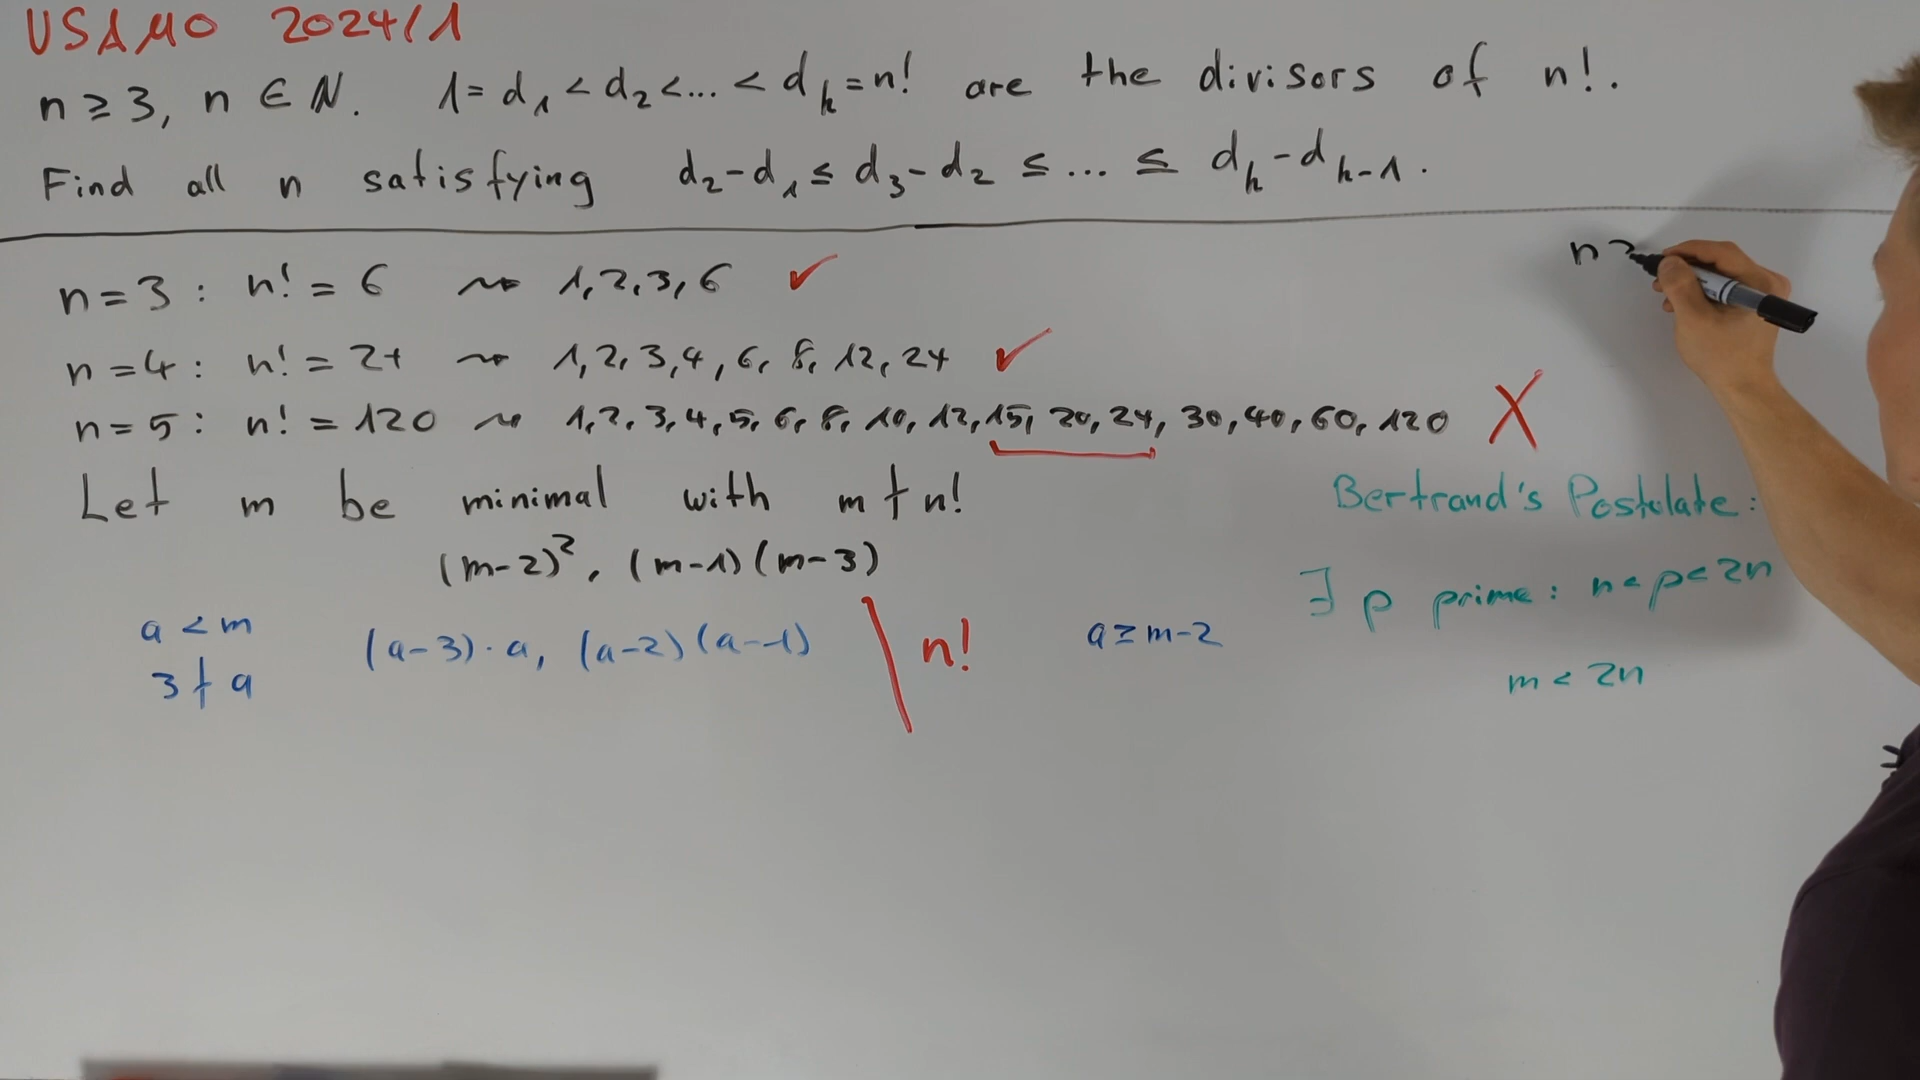 USAMO 2024/1
n ≥ 3, n ∈ N. 1 = d₁ < d₂ < ... < dₖ = n! are the divisors of n!.
Find all n satisfying d₂-d₁ ≤ d₃-d₂ ≤ ... ≤ dₖ-dₖ₋₁.
n >
n = 3 : n! = 6 ⇝ 1, 2, 3, 6 ✓
n = 4 : n! = 24 ⇝ 1, 2, 3, 4, 6, 8, 12, 24 ✓
n = 5 : n! = 120 ⇝ 1, 2, 3, 4, 5, 6, 8, 10, 12, 15, 20, 24, 30, 40, 60, 120 X
Let m be minimal with m ∤ n!
Bertrand's Postulate:
(m-2)², (m-1)(m-3)
∃ p prime: n < p < 2n
a < m
(a-3)·a, (a-2)(a-1) \ n!
a ≥ m-2
3 ∤ a
m < 2n